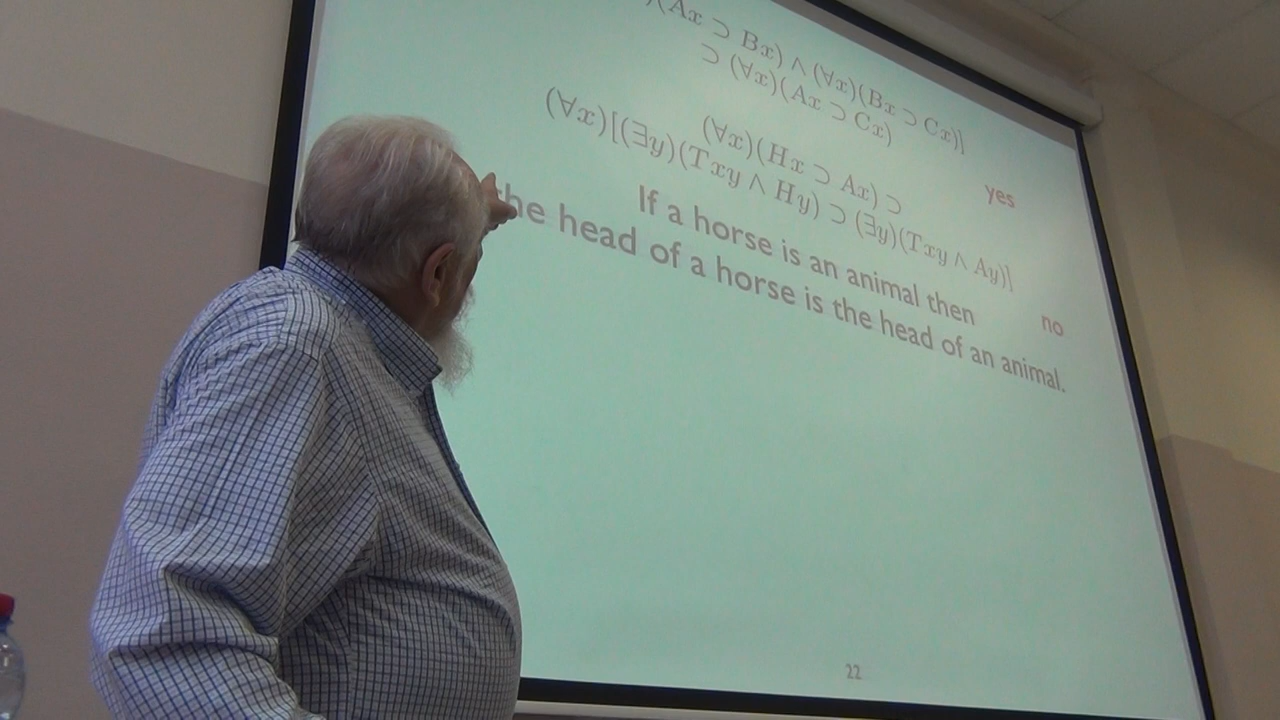 )(Ax ⊃ Bx) ∧ (∀x)(Bx ⊃ Cx)]
⊃ (∀x)(Ax ⊃ Cx)
yes
(∀x)(Hx ⊃ Ax) ⊃
(∀x)[(∃y)(Txy ∧ Hy) ⊃ (∃y)(Txy ∧ Ay)]
no
If a horse is an animal then
the head of a horse is the head of an animal.
22